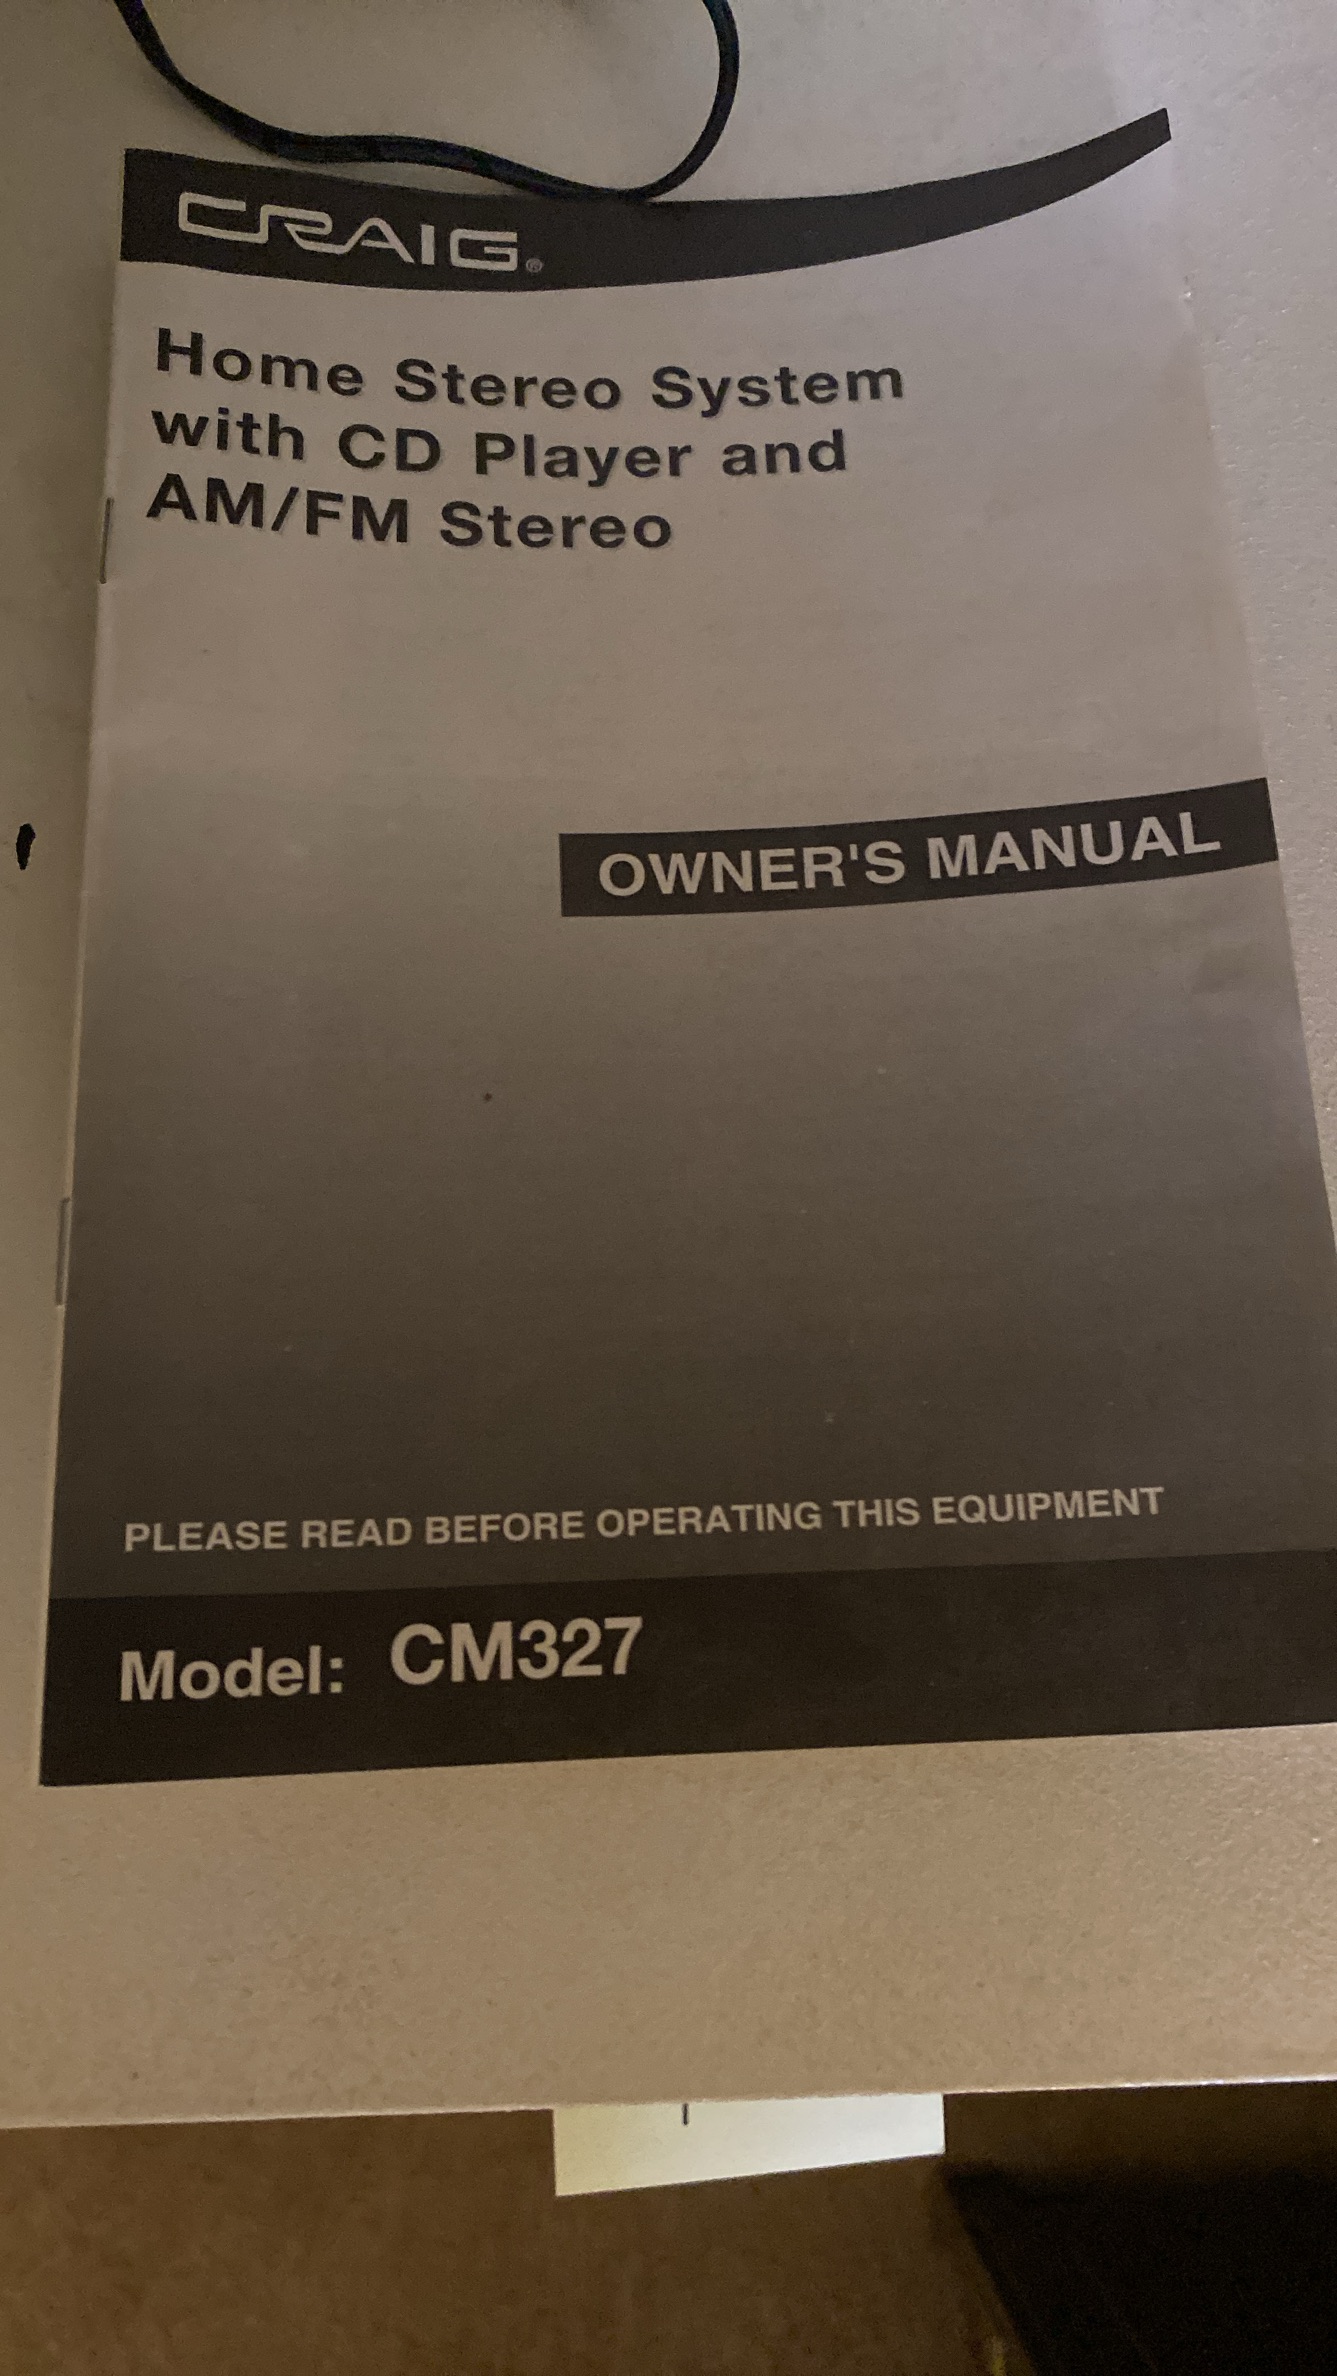 CRAIG®
Home Stereo System
with CD Player and
AM/FM Stereo
OWNER'S MANUAL
PLEASE READ BEFORE OPERATING THIS EQUIPMENT
Model: CM327